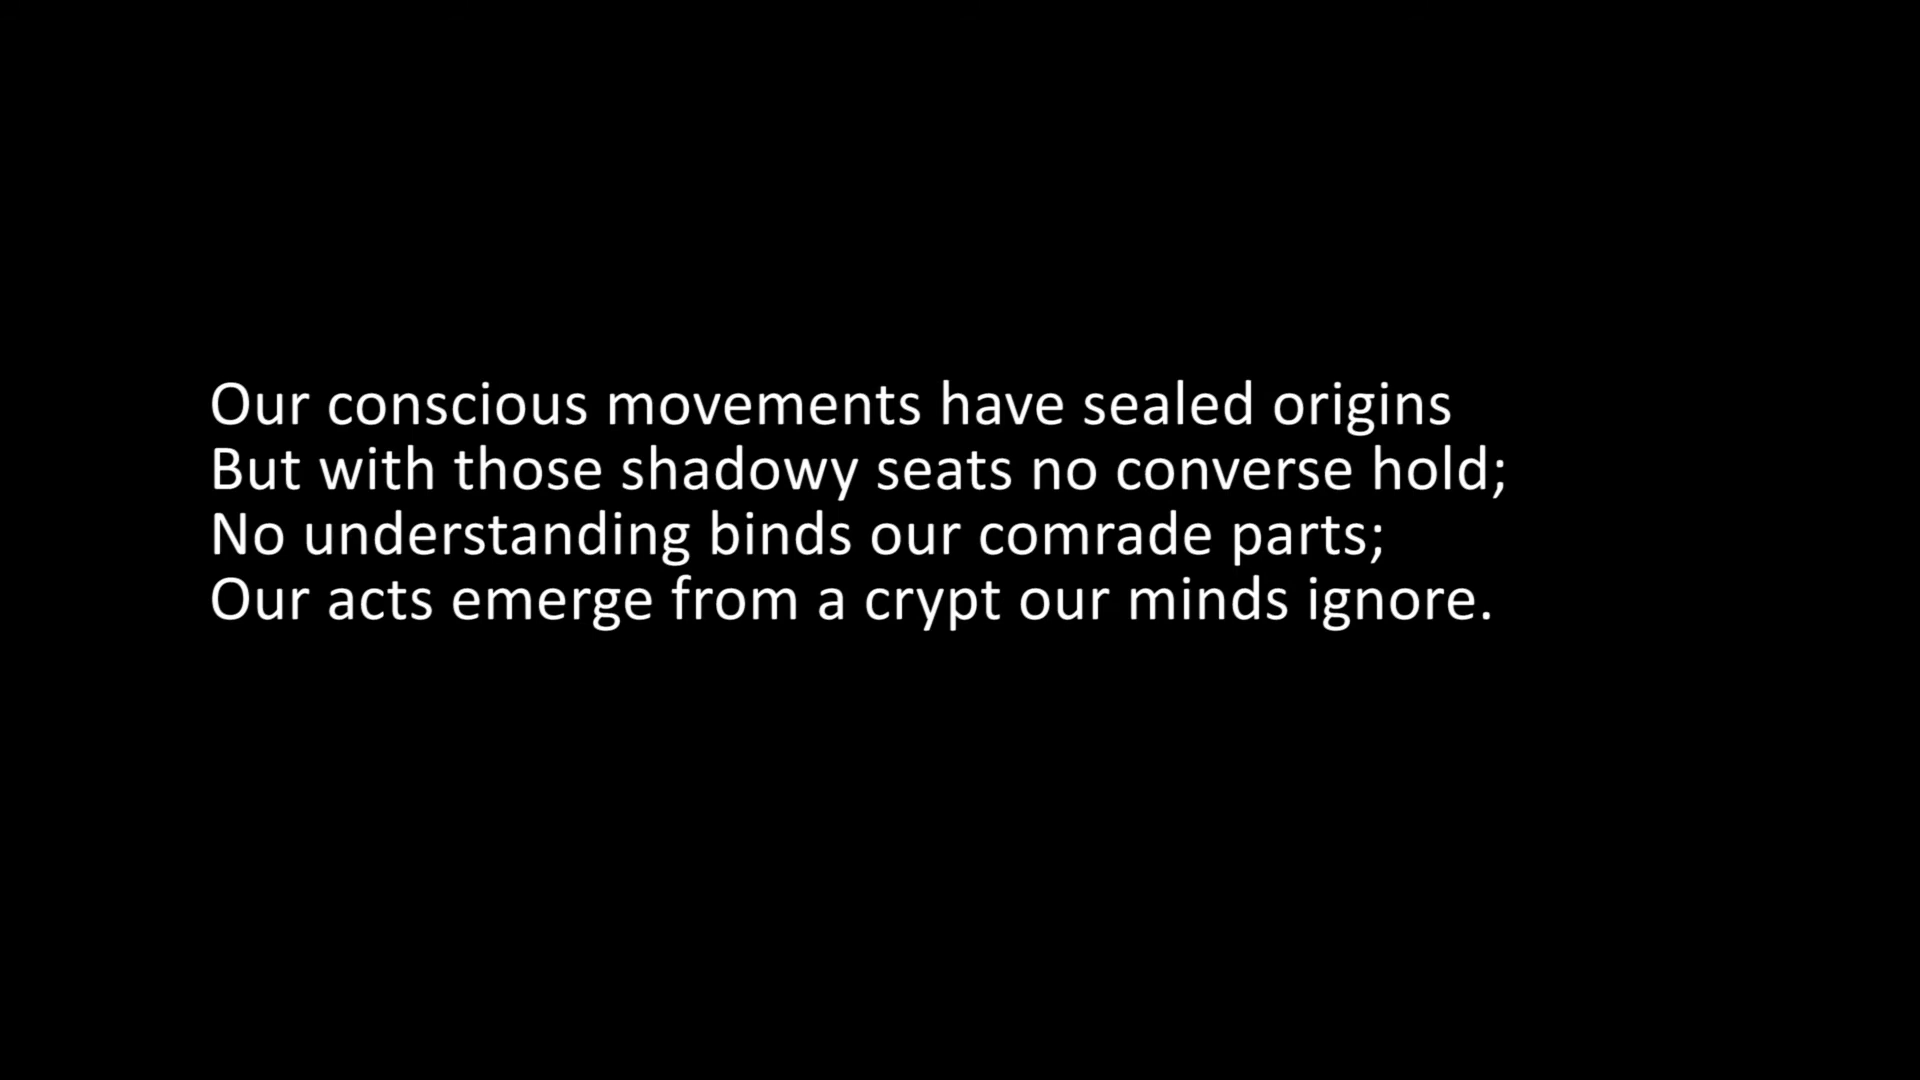 Our conscious movements have sealed origins
But with those shadowy seats no converse hold;
No understanding binds our comrade parts;
Our acts emerge from a crypt our minds ignore.